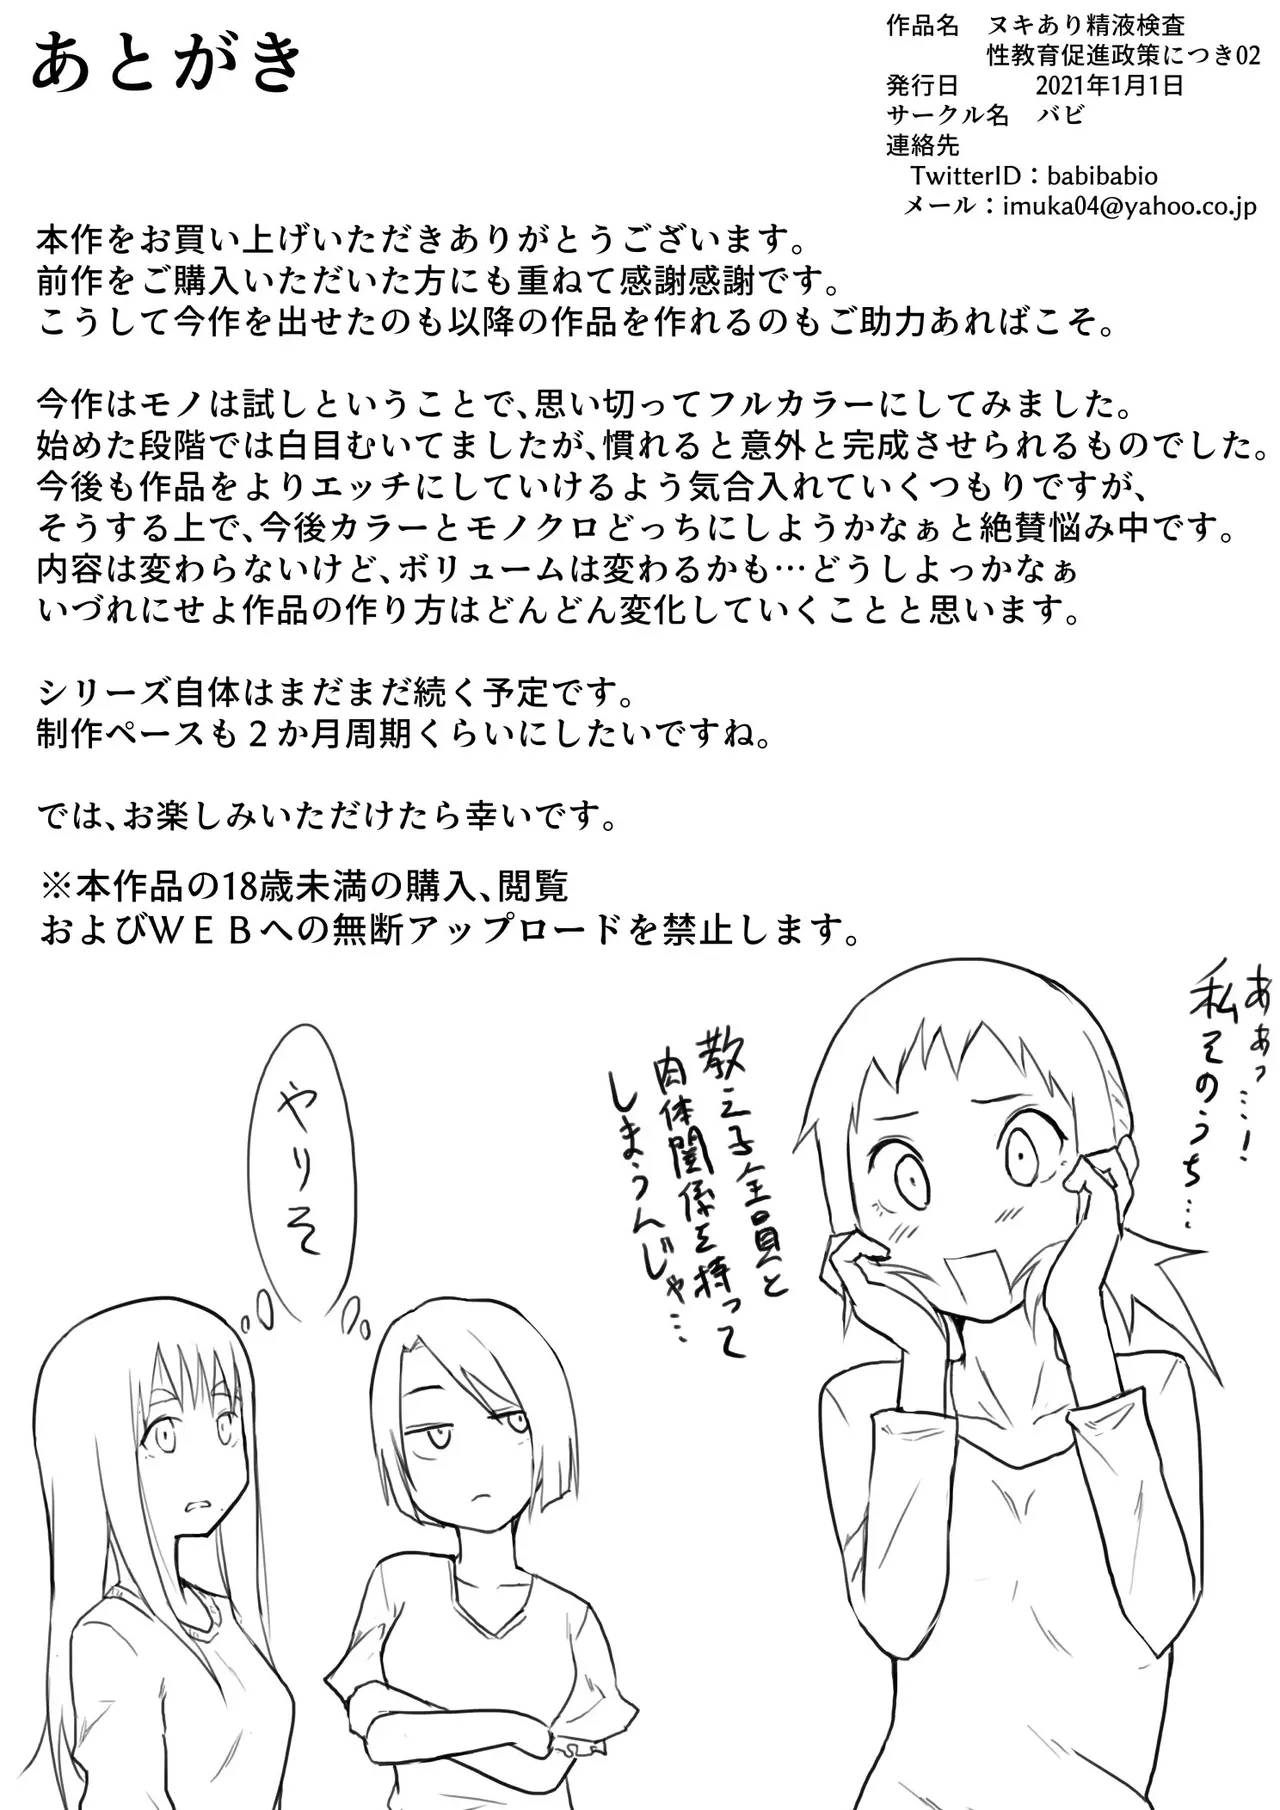 あとがき
作品名　ヌキあり精液検査
性教育促進政策につき02
発行日　2021年1月1日
サークル名　バビ
連絡先
TwitterID：babibabio
メール：imuka04@yahoo.co.jp
本作をお買い上げいただきありがとうございます。
前作をご購入いただいた方にも重ねて感謝感謝です。
こうして今作を出せたのも以降の作品を作れるのもご助力あればこそ。
今作はモノは試しということで、思い切ってフルカラーにしてみました。
始めた段階では白目むいてましたが、慣れると意外と完成させられるものでした。
今後も作品をよりエッチにしていけるよう気合入れていくつもりですが、
そうする上で、今後カラーとモノクロどっちにしようかなぁと絶賛悩み中です。
内容は変わらないけど、ボリュームは変わるかも…どうしよっかなぁ
いづれにせよ作品の作り方はどんどん変化していくことと思います。
シリーズ自体はまだまだ続く予定です。
制作ペースも２か月周期くらいにしたいですね。
では、お楽しみいただけたら幸いです。
※本作品の18歳未満の購入、閲覧
およびＷＥＢへの無断アップロードを禁止します。
あぁっ…！
私そのうち…
教え子全員と
肉体関係を持って
しまうんじゃ…
やりそ